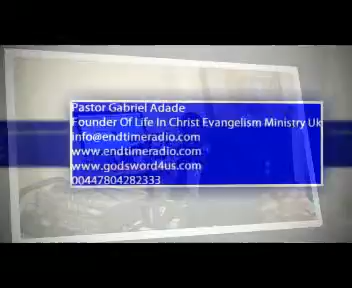 Pastor Gabriel Adade
Founder Of Life In Christ Evangelism Ministry Uk
info@endtimeradio.com
www.endtimeradio.com
www.godsword4us.com
00447804282333